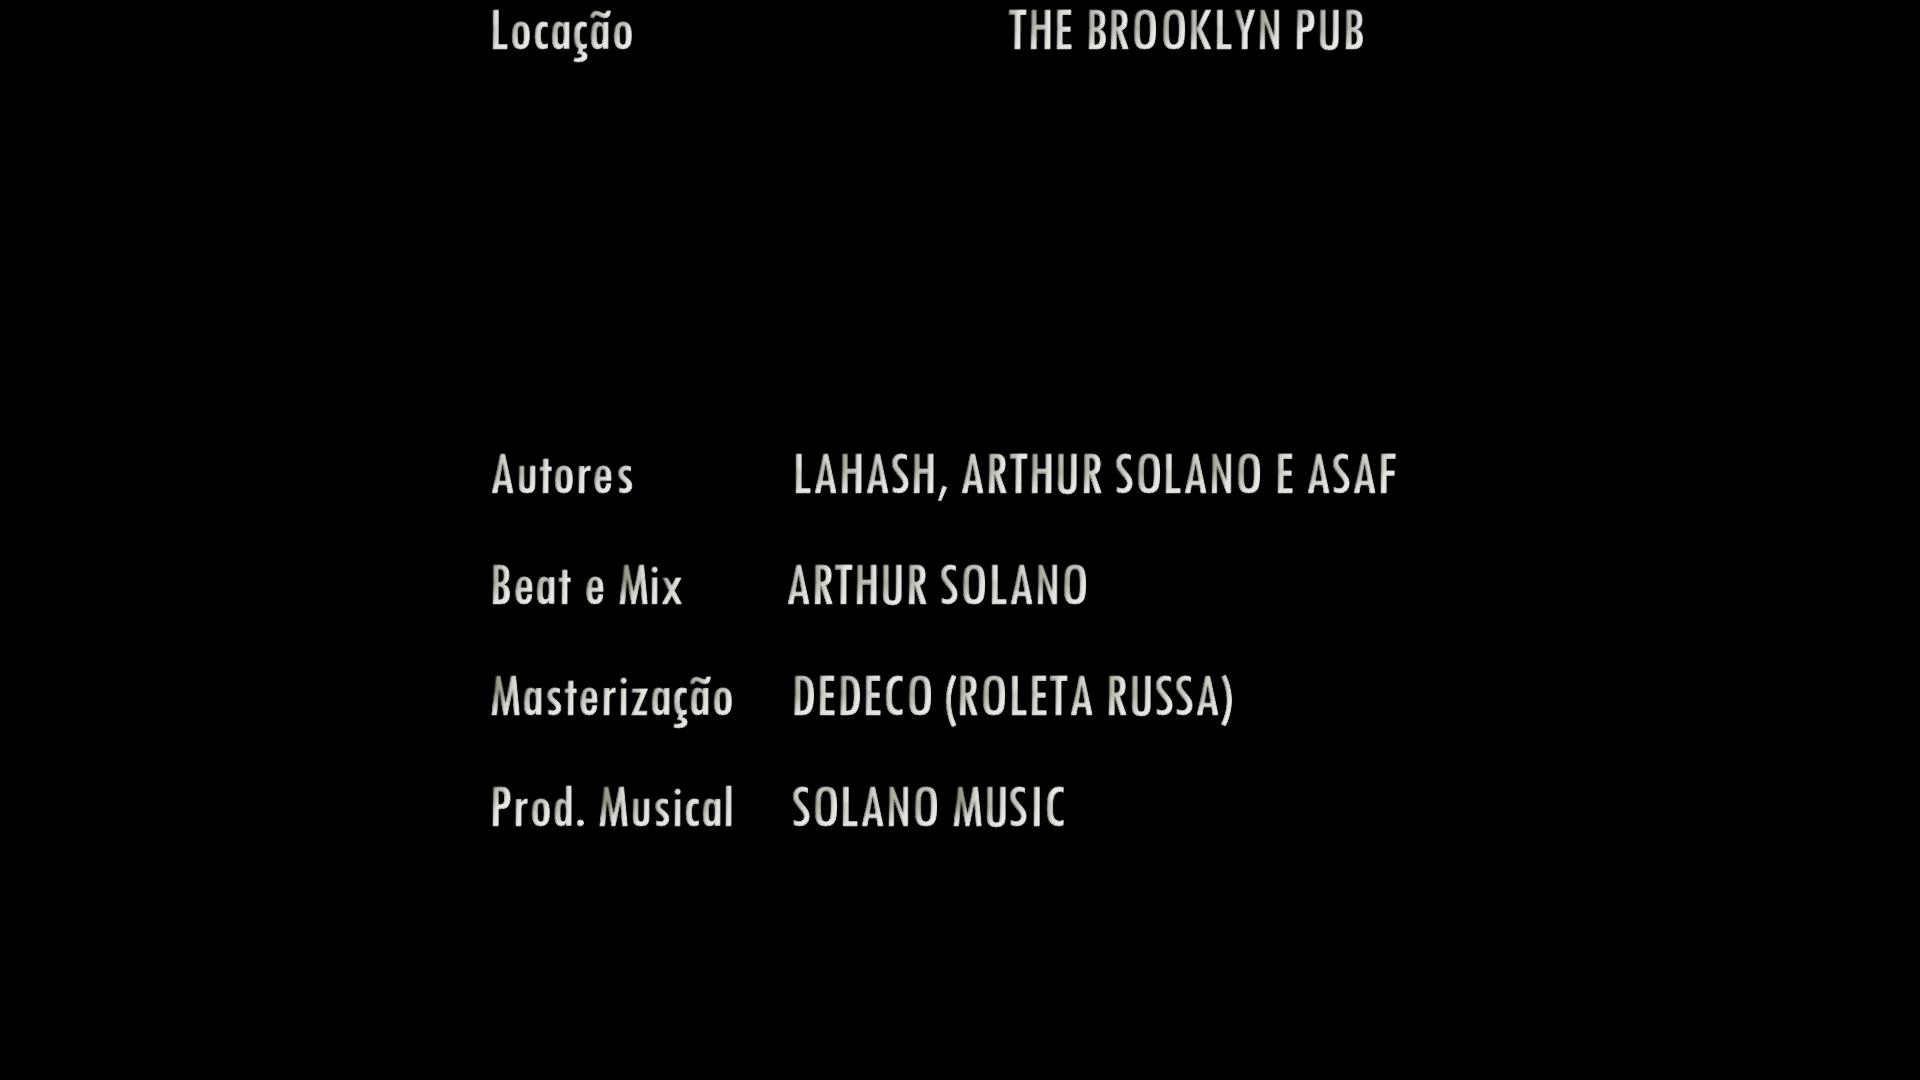 Locação THE BROOKLYN PUB
Autores LAHASH, ARTHUR SOLANO E ASAF
Beat e Mix ARTHUR SOLANO
Masterização DEDECO (ROLETA RUSSA)
Prod. Musical SOLANO MUSIC